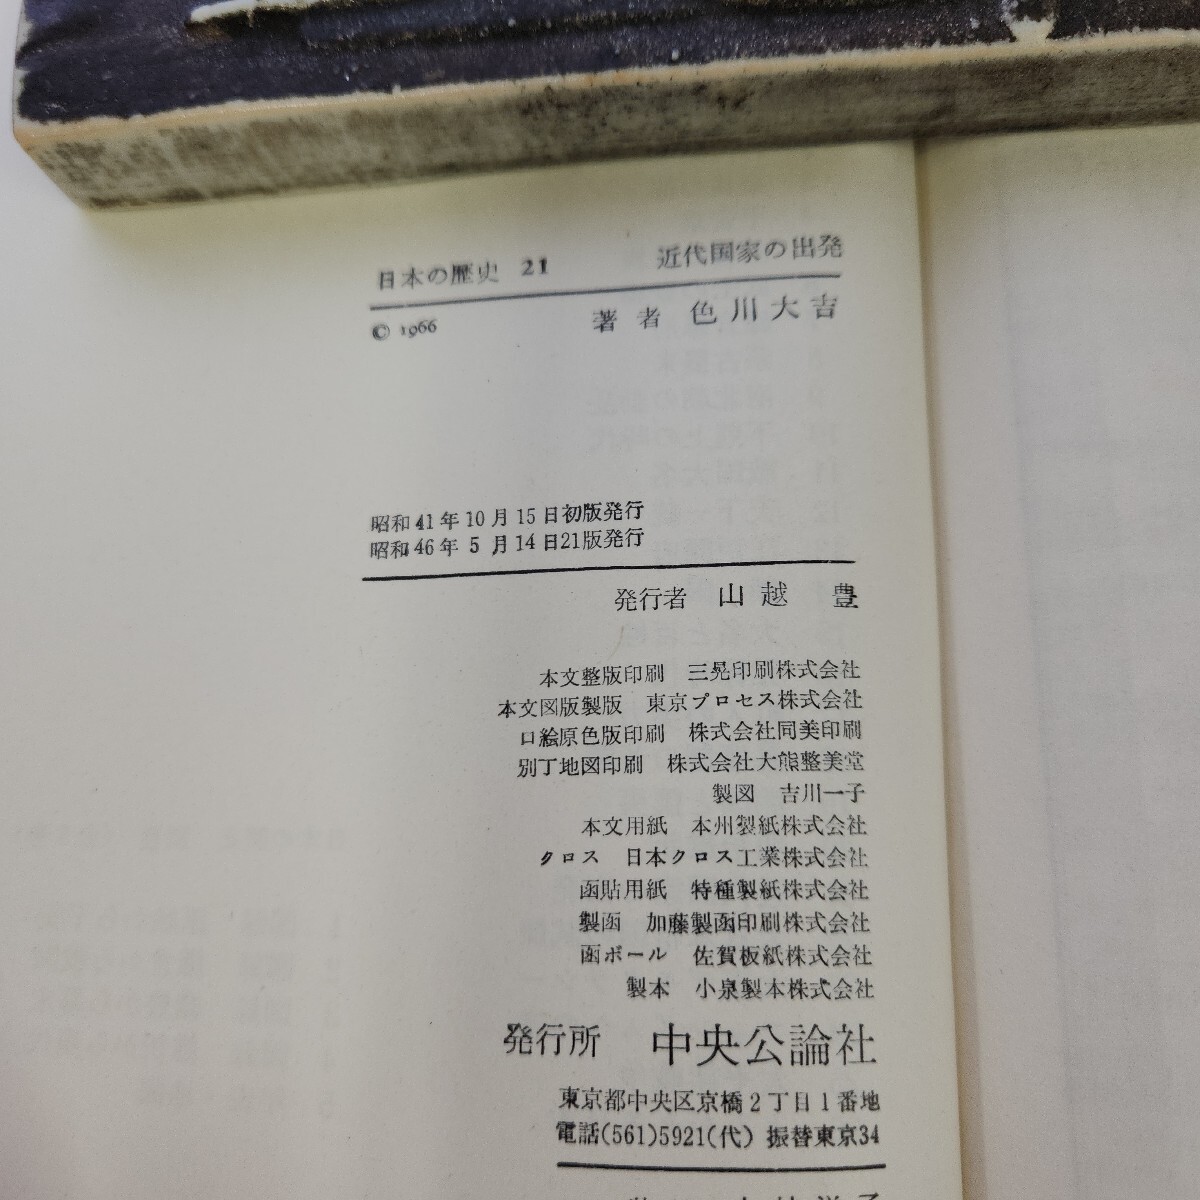 日本の歴史 21 近代国家の出発
© 1966 著者 色川大吉
昭和41年10月15日初版発行
昭和46年5月14日21版発行
発行者 山越 豊
本文整版印刷 三晃印刷株式会社
本文図版製版 東京プロセス株式会社
口絵原色版印刷 株式会社同美印刷
別丁地図印刷 株式会社大熊整美堂
製図 吉川一子
本文用紙 本州製紙株式会社
クロス 日本クロス工業株式会社
函貼用紙 特種製紙株式会社
製函 加藤製函印刷株式会社
函ボール 佐賀板紙株式会社
製本 小泉製本株式会社
発行所 中央公論社
東京都中央区京橋2丁目1番地
電話(561)5921(代) 振替東京34